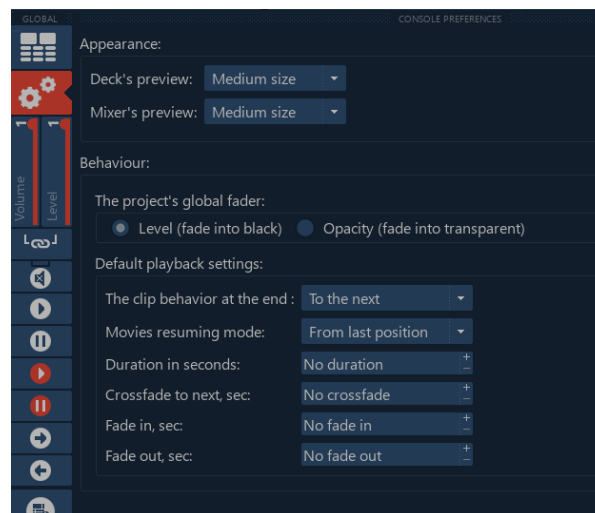 GLOBAL
CONSOLE PREFERENCES
Appearance:
Deck's preview: Medium size
Mixer's preview: Medium size
1 1
Volume
Level
Behaviour:
The project's global fader:
Level (fade into black) Opacity (fade into transparent)
Default playback settings:
The clip behavior at the end : To the next
Movies resuming mode: From last position
Duration in seconds: No duration
Crossfade to next, sec: No crossfade
Fade in, sec: No fade in
Fade out, sec: No fade out